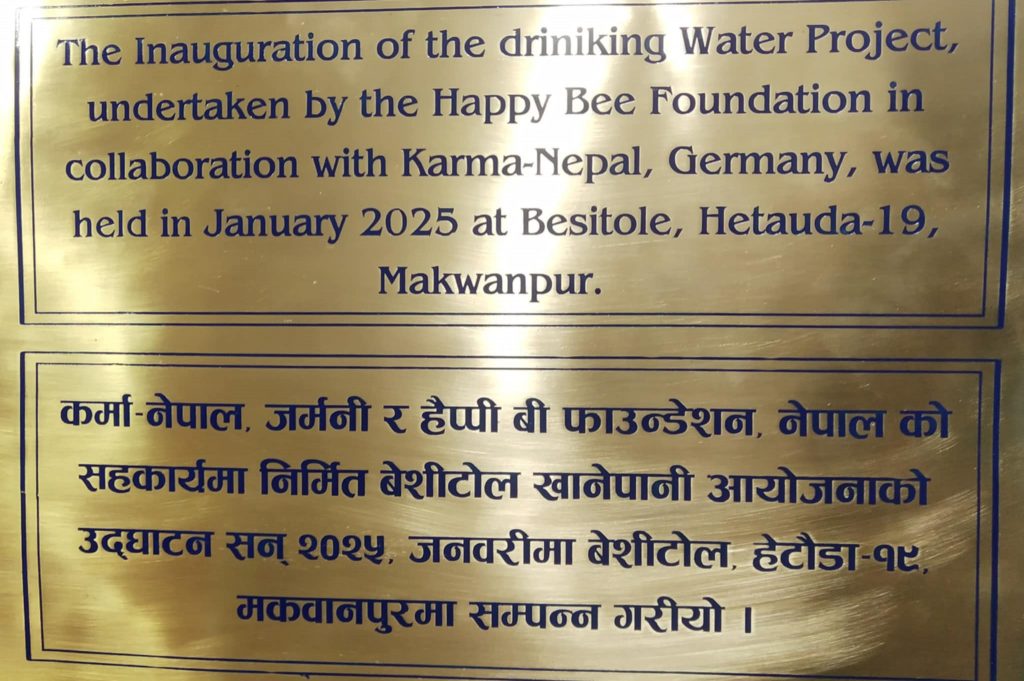 The Inauguration of the driniking Water Project,
undertaken by the Happy Bee Foundation in
collaboration with Karma-Nepal, Germany, was
held in January 2025 at Besitole, Hetauda-19,
Makwanpur.
कर्मा-नेपाल, जर्मनी र हैप्पी बी फाउन्डेशन, नेपाल को
सहकार्यमा निर्मित बेशीटोल खानेपानी आयोजनाको
उद्घाटन सन् २०२५, जनवरीमा बेशीटोल, हेटौडा-१९,
मकवानपुरमा सम्पन्न गरीयो ।